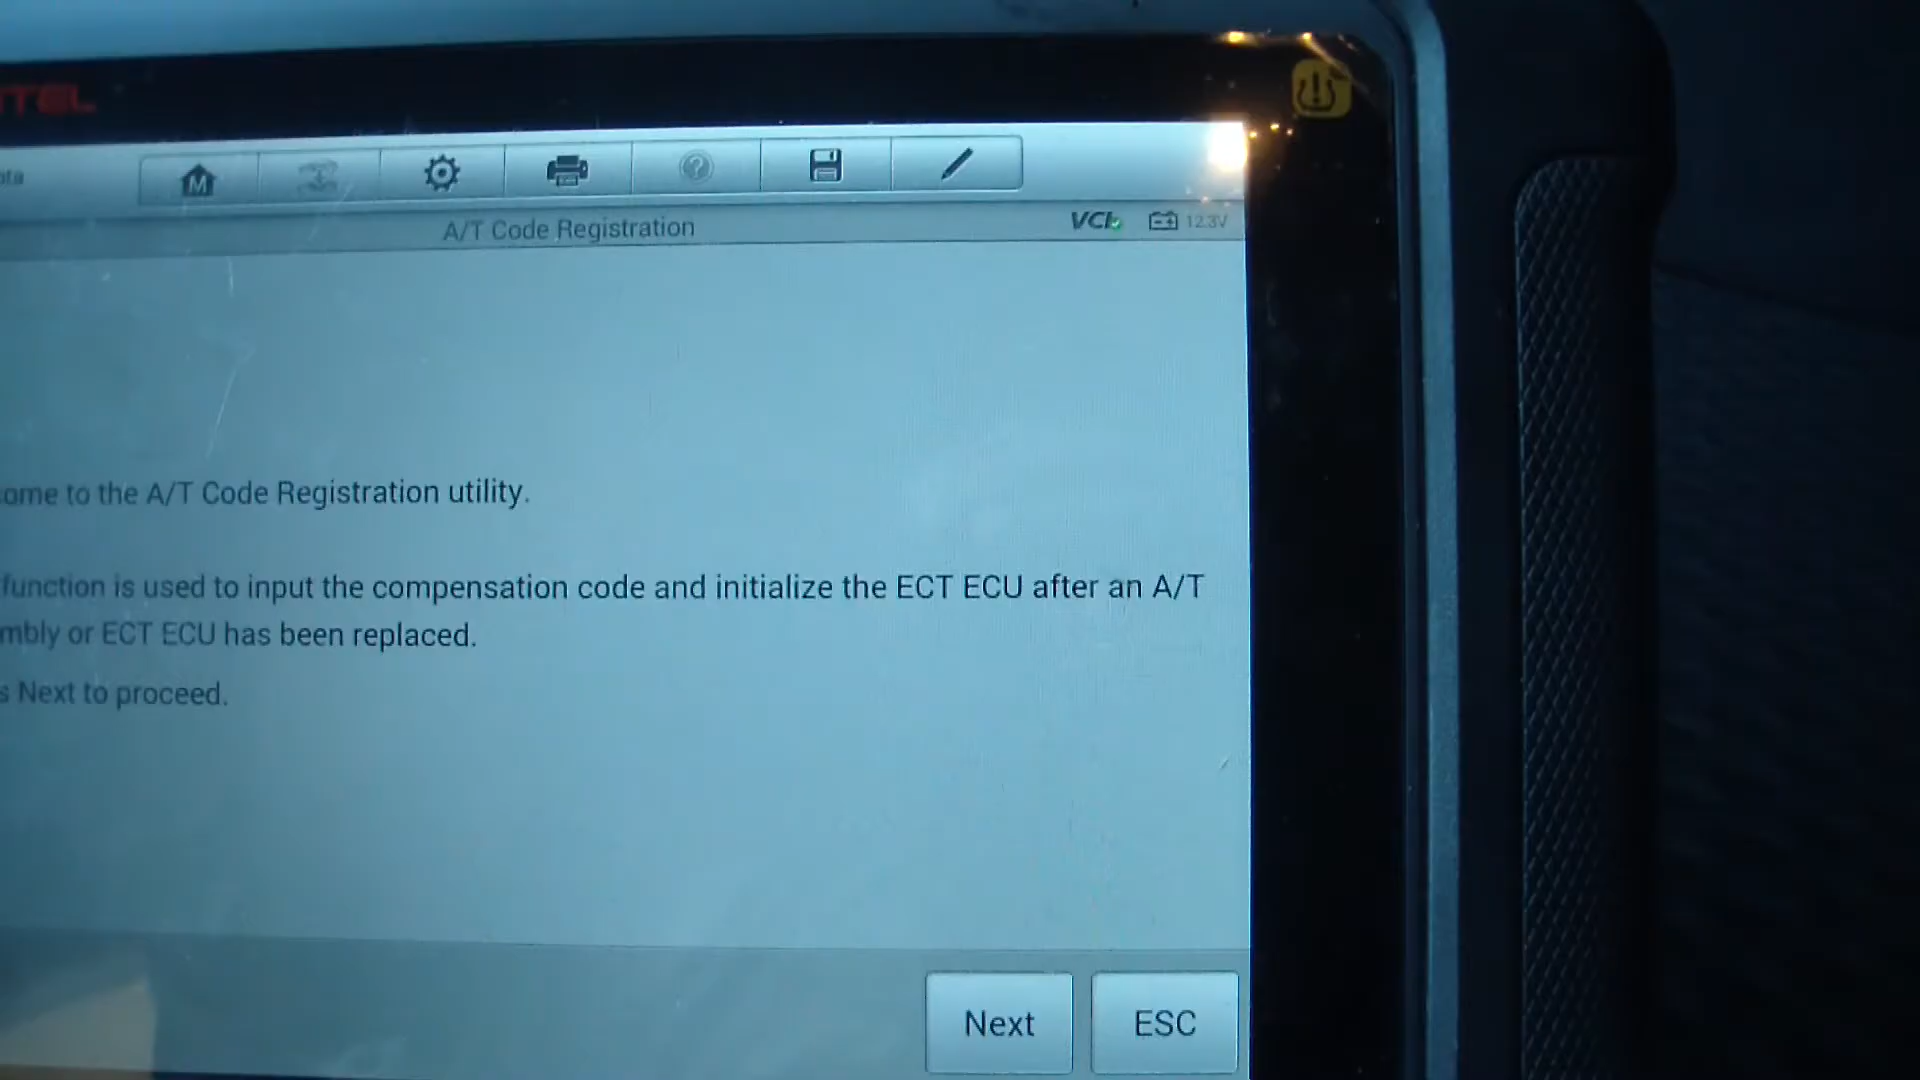 TEL
ota
M
?
A/T Code Registration
VCI 12.3V
ome to the A/T Code Registration utility.
function is used to input the compensation code and initialize the ECT ECU after an A/T
mbly or ECT ECU has been replaced.
s Next to proceed.
Next ESC